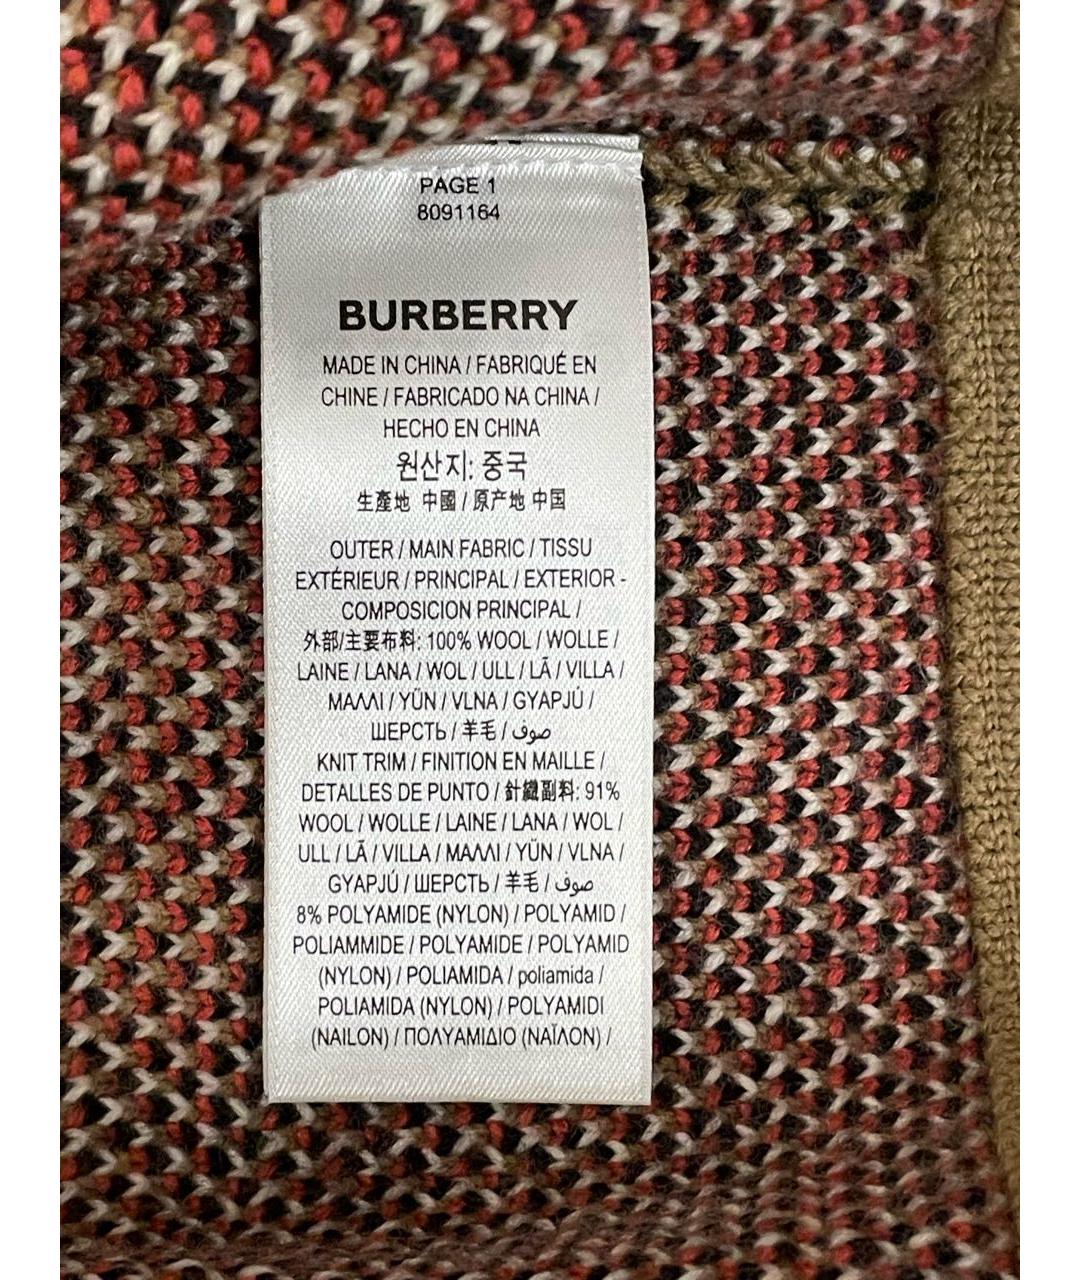 PAGE 1
8091164
BURBERRY
MADE IN CHINA / FABRIQUÉ EN
CHINE / FABRICADO NA CHINA /
HECHO EN CHINA
원산지: 중국
生產地 中國 / 原产地 中国
OUTER / MAIN FABRIC / TISSU
EXTÉRIEUR / PRINCIPAL / EXTERIOR -
COMPOSICION PRINCIPAL /
外部/主要布料: 100% WOOL / WOLLE /
LAINE / LANA / WOL / ULL / LÃ / VILLA /
ΜΑΛΛΙ / YÜN / VLNA / GYAPJÚ /
ШЕРСТЬ / 羊毛 / صوف
KNIT TRIM / FINITION EN MAILLE /
DETALLES DE PUNTO / 針織副料: 91%
WOOL / WOLLE / LAINE / LANA / WOL /
ULL / LÃ / VILLA / ΜΑΛΛΙ / YÜN / VLNA /
GYAPJÚ / ШЕРСТЬ / 羊毛 / صوف
8% POLYAMIDE (NYLON) / POLYAMID /
POLIAMMIDE / POLYAMIDE / POLYAMID
(NYLON) / POLIAMIDA / poliamida /
POLIAMIDA (NYLON) / POLYAMIDI
(NAILON) / ΠΟΛΥΑΜΙΔΙΟ (ΝΑΪΛΟΝ) /